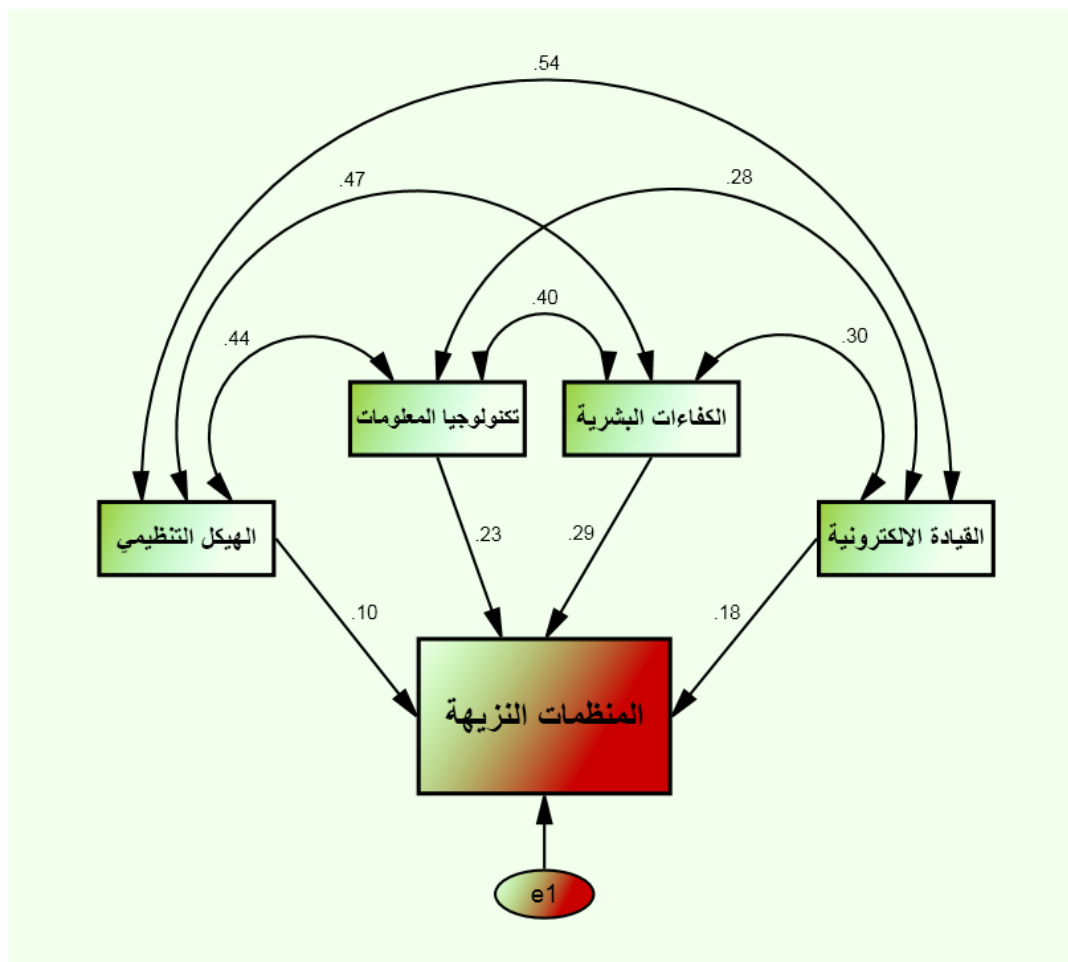 .54
.47
.28
.40
.44
.30
تكنولوجيا المعلومات
الكفاءات البشرية
الهيكل التنظيمي
القيادة الالكترونية
.23
.29
.10
.18
المنظمات النزيهة
e1